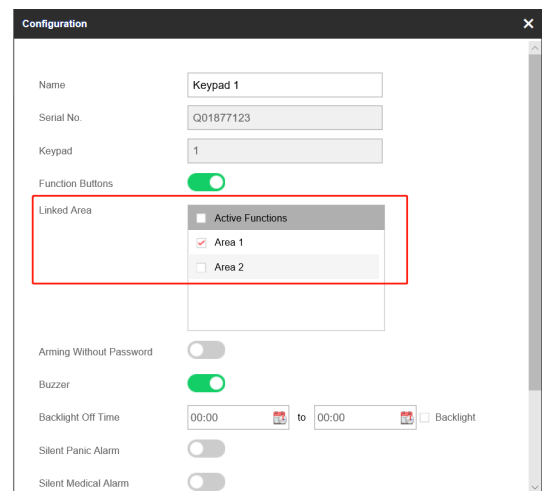 Configuration
Name
Keypad 1
Serial No.
Q01877123
Keypad
1
Function Buttons
Linked Area
Active Functions
Area 1
Area 2
Arming Without Password
Buzzer
Backlight Off Time
00:00 to 00:00 Backlight
Silent Panic Alarm
Silent Medical Alarm